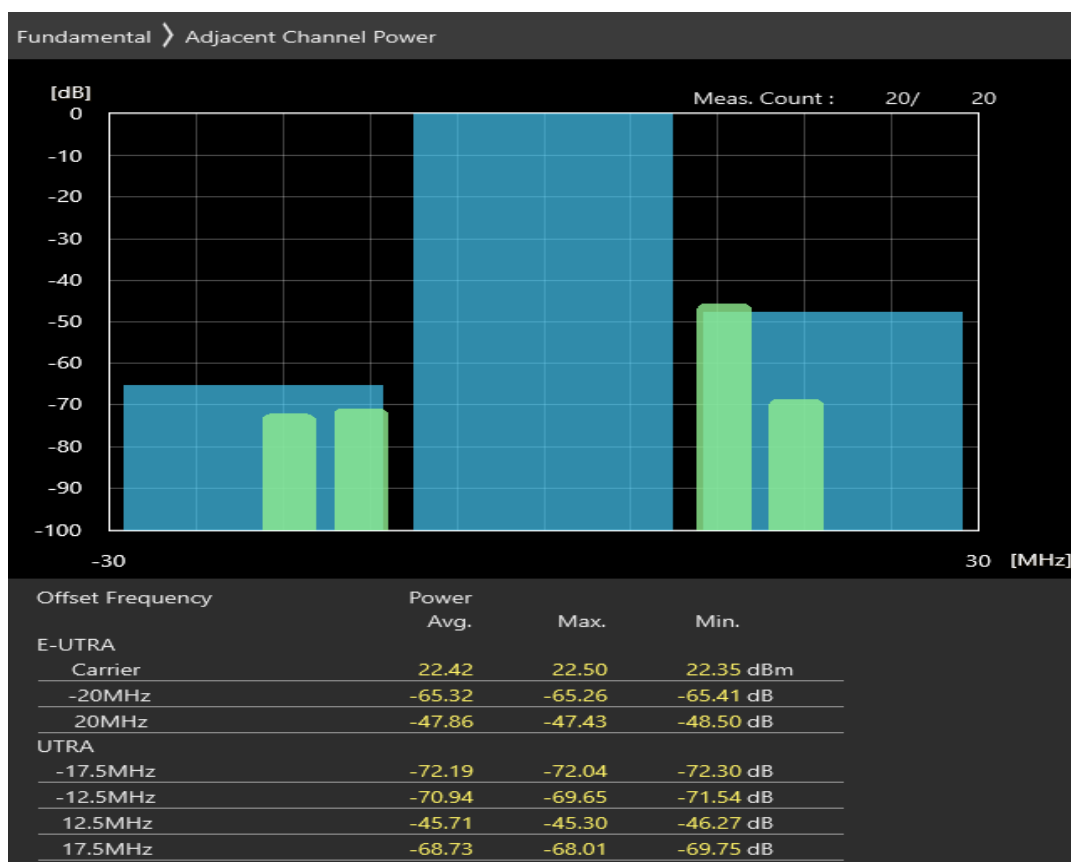 Fundamental 》 Adjacent Channel Power
[dB]
Meas. Count : 20/ 20
0
-10
-20
-30
-40
-50
-60
-70
-80
-90
-100
-30 30 [MHz]
Offset Frequency Power
Avg. Max. Min.
E-UTRA
Carrier 22.42 22.50 22.35 dBm
-20MHz -65.32 -65.26 -65.41 dB
20MHz -47.86 -47.43 -48.50 dB
UTRA
-17.5MHz -72.19 -72.04 -72.30 dB
-12.5MHz -70.94 -69.65 -71.54 dB
12.5MHz -45.71 -45.30 -46.27 dB
17.5MHz -68.73 -68.01 -69.75 dB